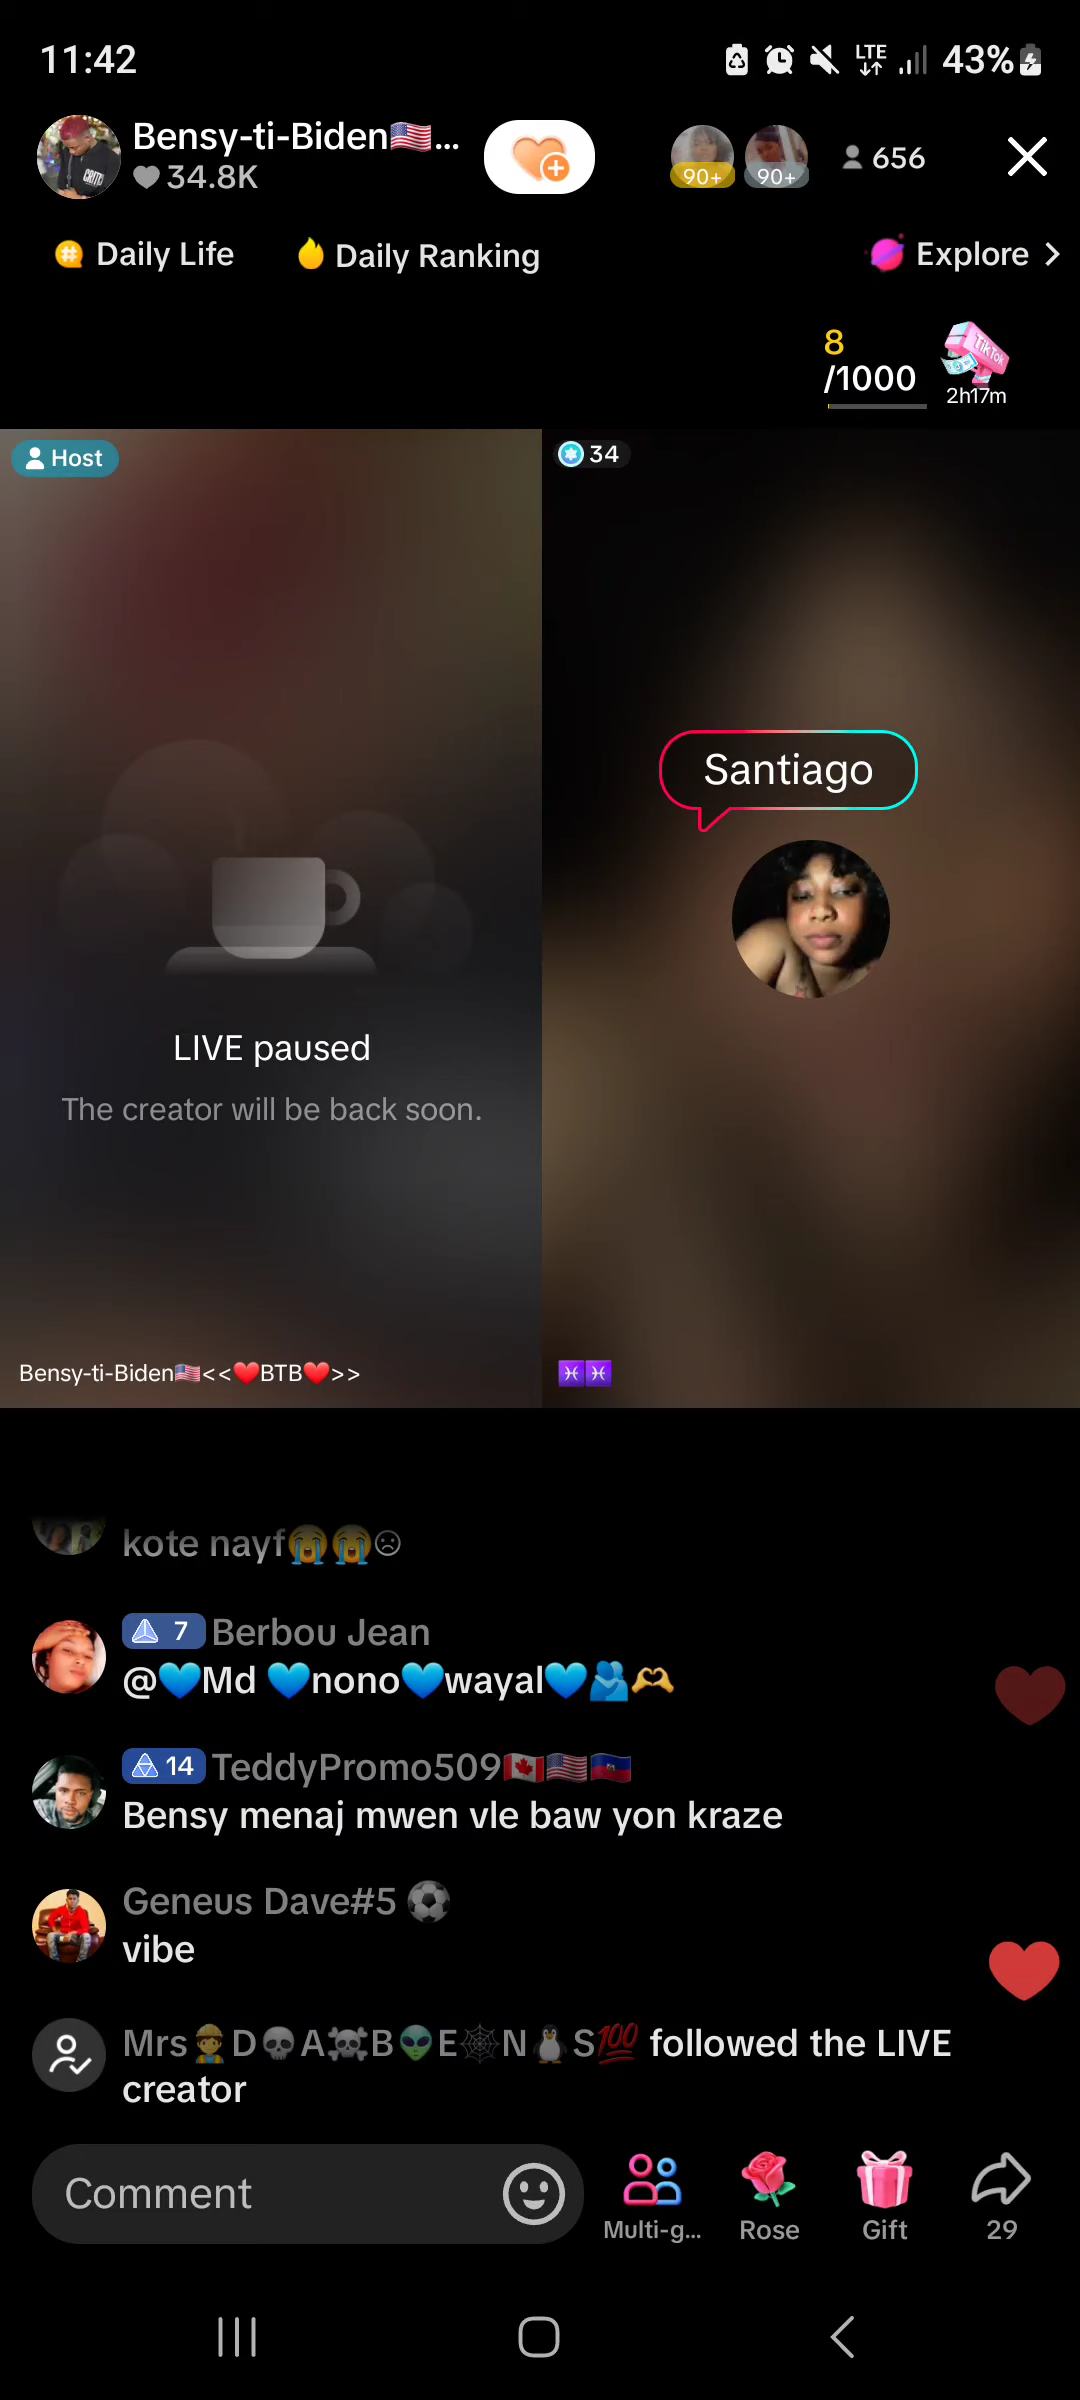 11:42
LTE
43%
Bensy-ti-Biden🇺🇸...
34.8K
90+
90+
656
Daily Life
Daily Ranking
Explore >
8
/1000
TikTok
2h17m
Host
34
Santiago
LIVE paused
The creator will be back soon.
Bensy-ti-Biden🇺🇸<<❤️BTB❤️>>
♓♓
kote nayf😭😭☹
7 Berbou Jean
@💙Md 💙nono💙wayal💙🫂🫶
14 TeddyPromo509🇨🇦🇺🇸🇭🇹
Bensy menaj mwen vle baw yon kraze
Geneus Dave#5 ⚽
vibe
Mrs👷D💀A☠️B👽E🕸️N🐧S💯 followed the LIVE
creator
Comment
Multi-g...
Rose
Gift
29